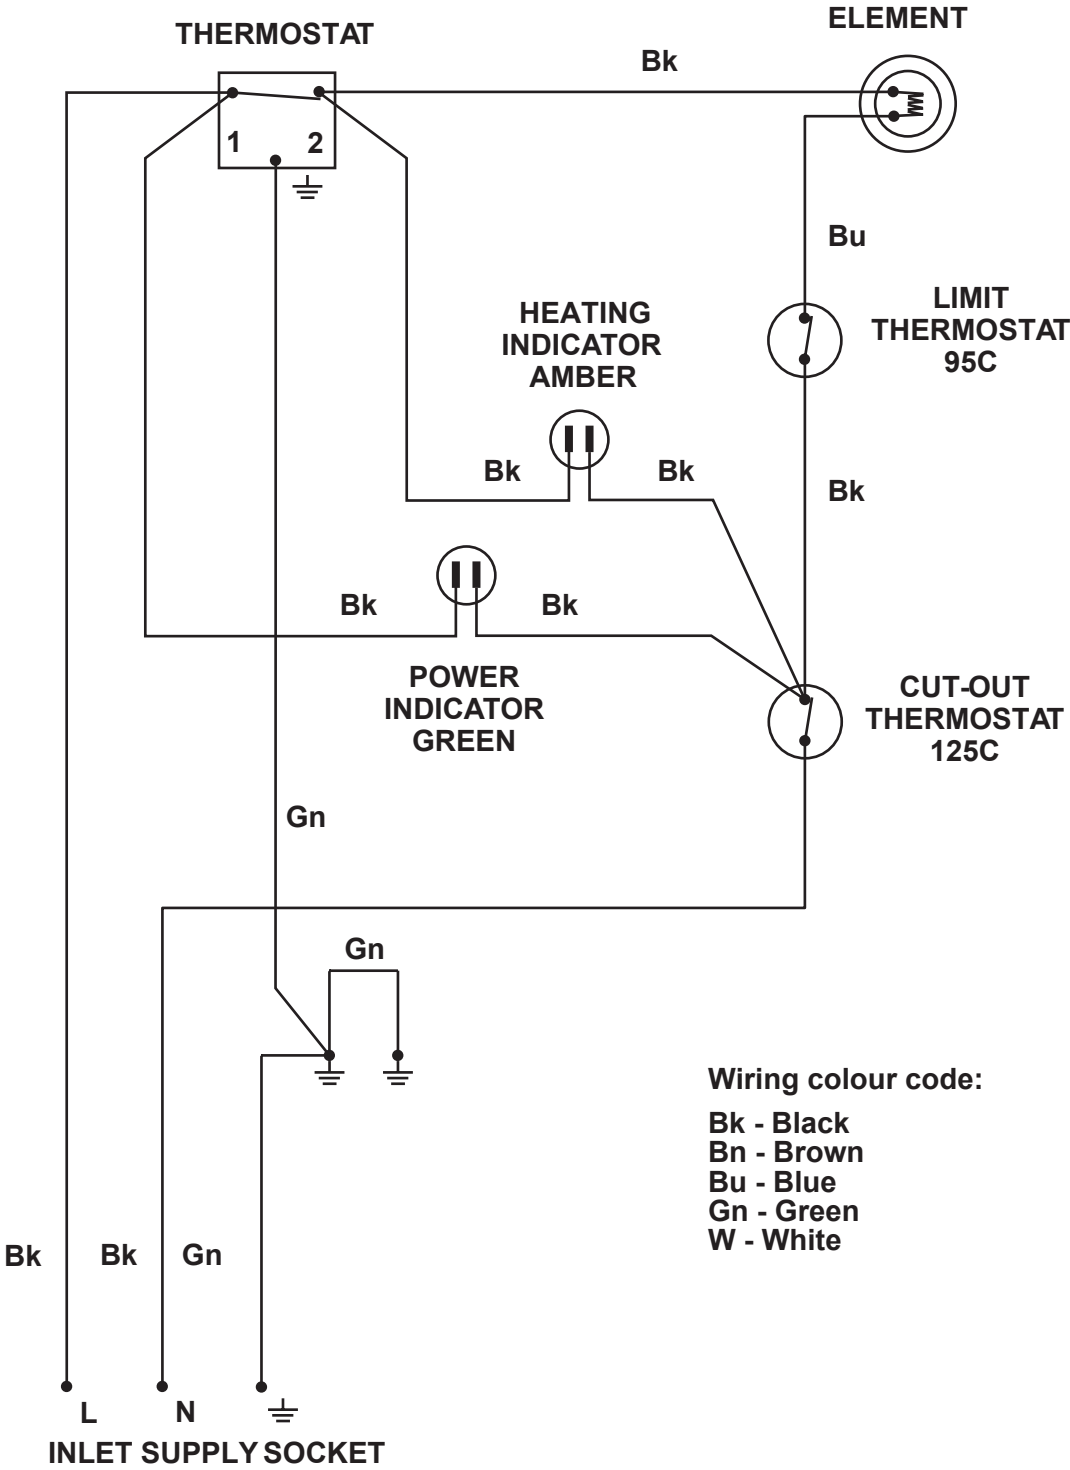 ELEMENT
THERMOSTAT
Bk
1
2
Bu
LIMIT
THERMOSTAT
95C
HEATING
INDICATOR
AMBER
Bk
Bk
Bk
Bk
Bk
POWER
INDICATOR
GREEN
CUT-OUT
THERMOSTAT
125C
Gn
Gn
Wiring colour code:
Bk - Black
Bn - Brown
Bu - Blue
Gn - Green
W - White
Bk
Bk
Gn
L
N
INLET SUPPLY SOCKET